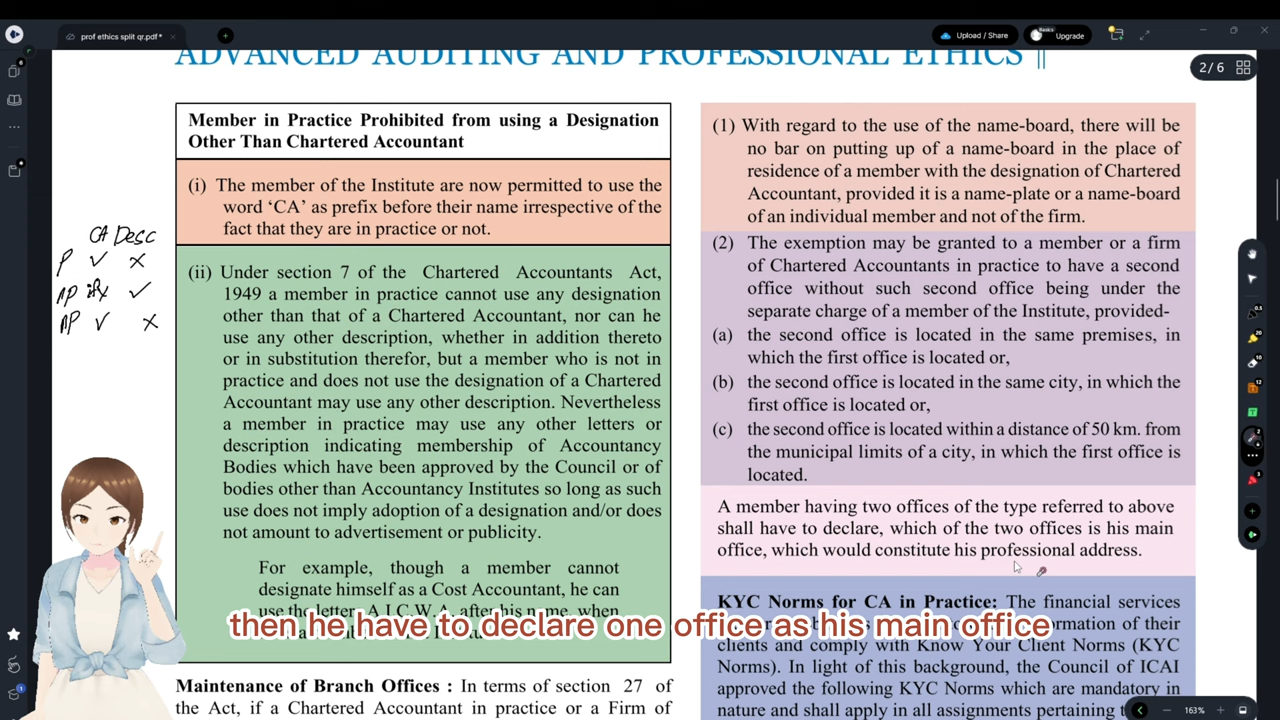 prof ethics split qr.pdf*
Upload / Share
Basics
Upgrade
2 / 6
ADVANCED AUDITING AND PROFESSIONAL ETHICS
Member in Practice Prohibited from using a Designation
Other Than Chartered Accountant
(i) The member of the Institute are now permitted to use the
word ‘CA’ as prefix before their name irrespective of the
fact that they are in practice or not.
(ii) Under section 7 of the Chartered Accountants Act,
1949 a member in practice cannot use any designation
other than that of a Chartered Accountant, nor can he
use any other description, whether in addition thereto
or in substitution therefor, but a member who is not in
practice and does not use the designation of a Chartered
Accountant may use any other description. Nevertheless
a member in practice may use any other letters or
description indicating membership of Accountancy
Bodies which have been approved by the Council or of
bodies other than Accountancy Institutes so long as such
use does not imply adoption of a designation and/or does
not amount to advertisement or publicity.
For example, though a member cannot
designate himself as a Cost Accountant, he can
use the letters A.I.C.W.A. after his name, when
Maintenance of Branch Offices : In terms of section 27 of
the Act, if a Chartered Accountant in practice or a Firm of
CA Desc
P ✓ ×
NP ✓
NP ✓ ×
(1) With regard to the use of the name-board, there will be
no bar on putting up of a name-board in the place of
residence of a member with the designation of Chartered
Accountant, provided it is a name-plate or a name-board
of an individual member and not of the firm.
(2) The exemption may be granted to a member or a firm
of Chartered Accountants in practice to have a second
office without such second office being under the
separate charge of a member of the Institute, provided-
(a) the second office is located in the same premises, in
which the first office is located or,
(b) the second office is located in the same city, in which the
first office is located or,
(c) the second office is located within a distance of 50 km. from
the municipal limits of a city, in which the first office is
located.
A member having two offices of the type referred to above
shall have to declare, which of the two offices is his main
office, which would constitute his professional address.
KYC Norms for CA in Practice: The financial services
formation of their
clients and comply with Know Your Client Norms (KYC
Norms). In light of this background, the Council of ICAI
approved the following KYC Norms which are mandatory in
nature and shall apply in all assignments pertaining
then he have to declare one office as his main office
163%